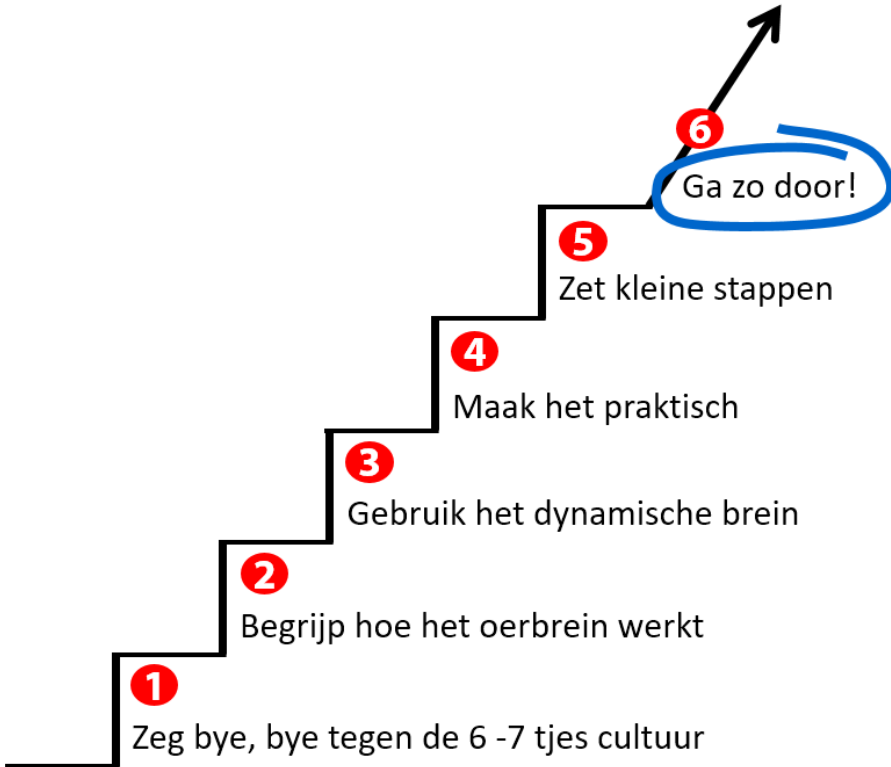 6
Ga zo door!
5
Zet kleine stappen
4
Maak het praktisch
3
Gebruik het dynamische brein
2
Begrijp hoe het oerbrein werkt
1
Zeg bye, bye tegen de 6 -7 tjes cultuur